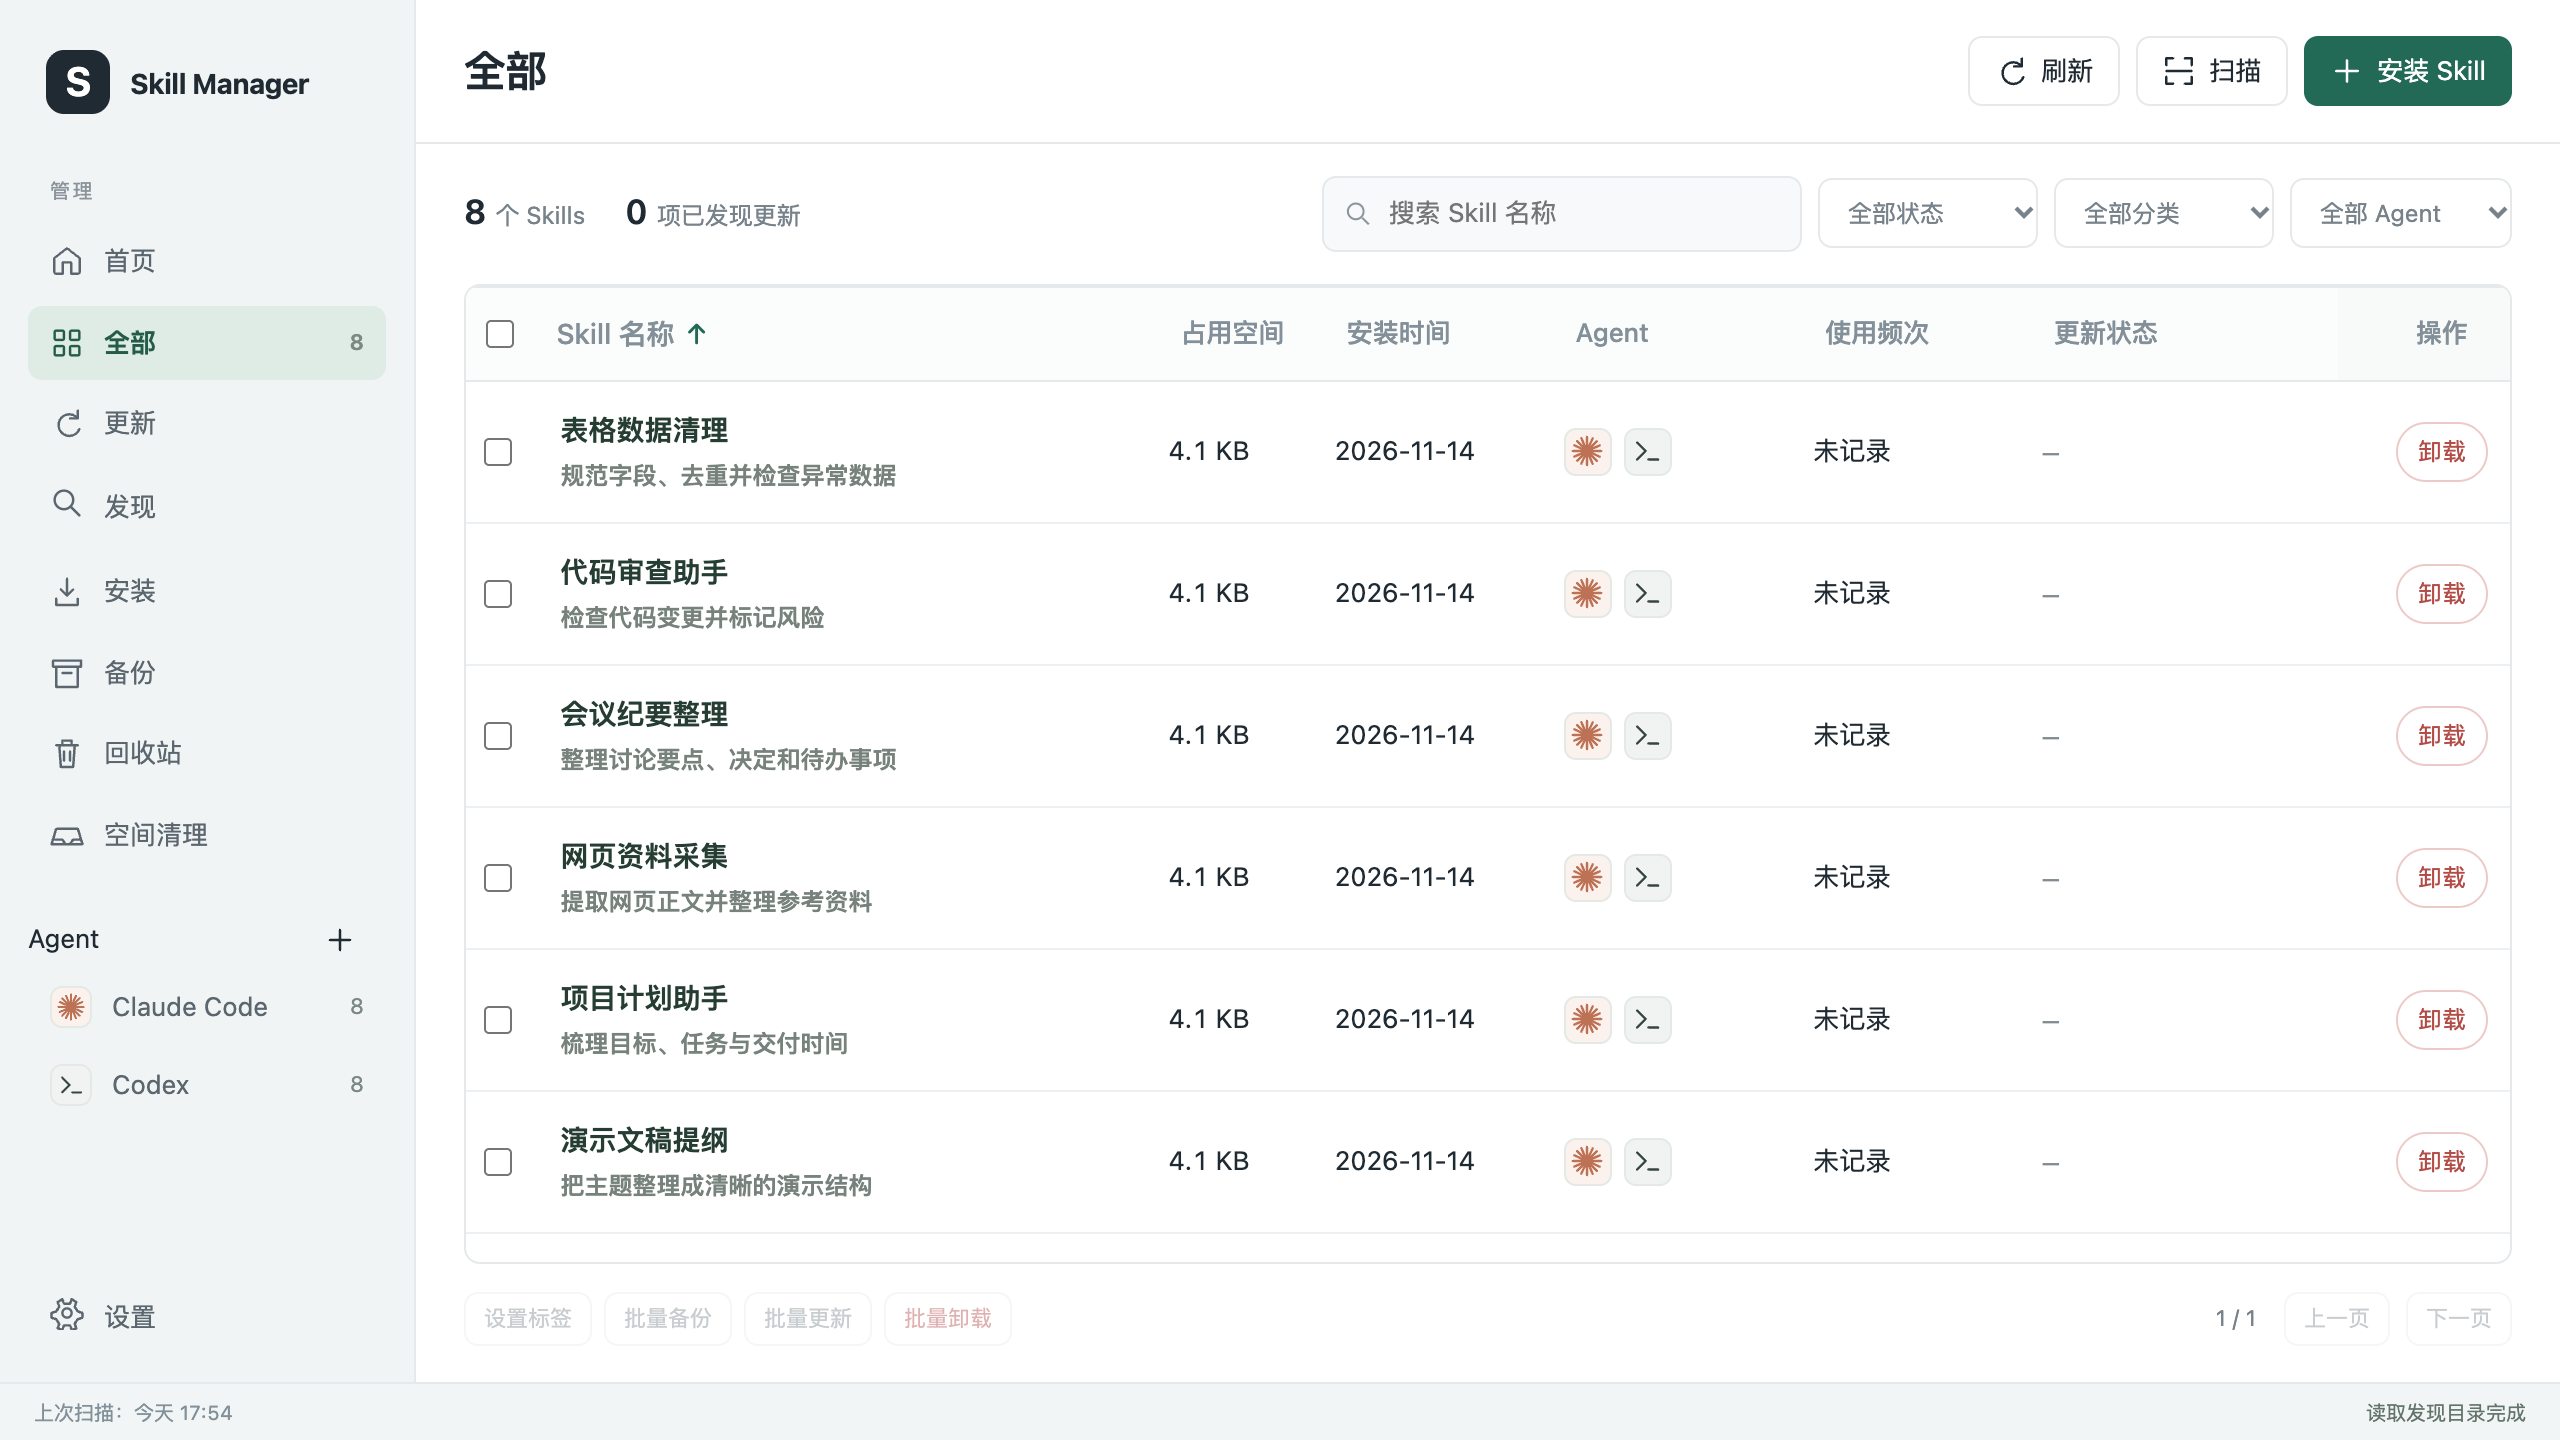 S Skill Manager
管理
首页
全部 8
更新
发现
安装
备份
回收站
空间清理
Agent
Claude Code 8
Codex 8
设置
全部
刷新 扫描 安装 Skill
8 个 Skills 0 项已发现更新
搜索 Skill 名称 全部状态 全部分类 全部 Agent
Skill 名称 ↑ 占用空间 安装时间 Agent 使用频次 更新状态 操作
表格数据清理
规范字段、去重并检查异常数据
4.1 KB 2026-11-14 未记录 – 卸载
代码审查助手
检查代码变更并标记风险
4.1 KB 2026-11-14 未记录 – 卸载
会议纪要整理
整理讨论要点、决定和待办事项
4.1 KB 2026-11-14 未记录 – 卸载
网页资料采集
提取网页正文并整理参考资料
4.1 KB 2026-11-14 未记录 – 卸载
项目计划助手
梳理目标、任务与交付时间
4.1 KB 2026-11-14 未记录 – 卸载
演示文稿提纲
把主题整理成清晰的演示结构
4.1 KB 2026-11-14 未记录 – 卸载
设置标签 批量备份 批量更新 批量卸载 1 / 1 上一页 下一页
上次扫描：今天 17:54 读取发现目录完成